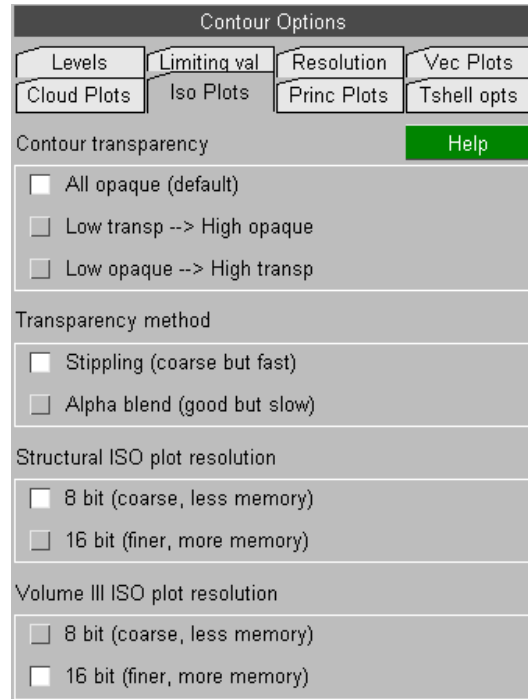 Contour Options
Levels Limiting val Resolution Vec Plots
Cloud Plots Iso Plots Princ Plots Tshell opts
Contour transparency Help
All opaque (default)
Low transp --> High opaque
Low opaque --> High transp
Transparency method
Stippling (coarse but fast)
Alpha blend (good but slow)
Structural ISO plot resolution
8 bit (coarse, less memory)
16 bit (finer, more memory)
Volume III ISO plot resolution
8 bit (coarse, less memory)
16 bit (finer, more memory)